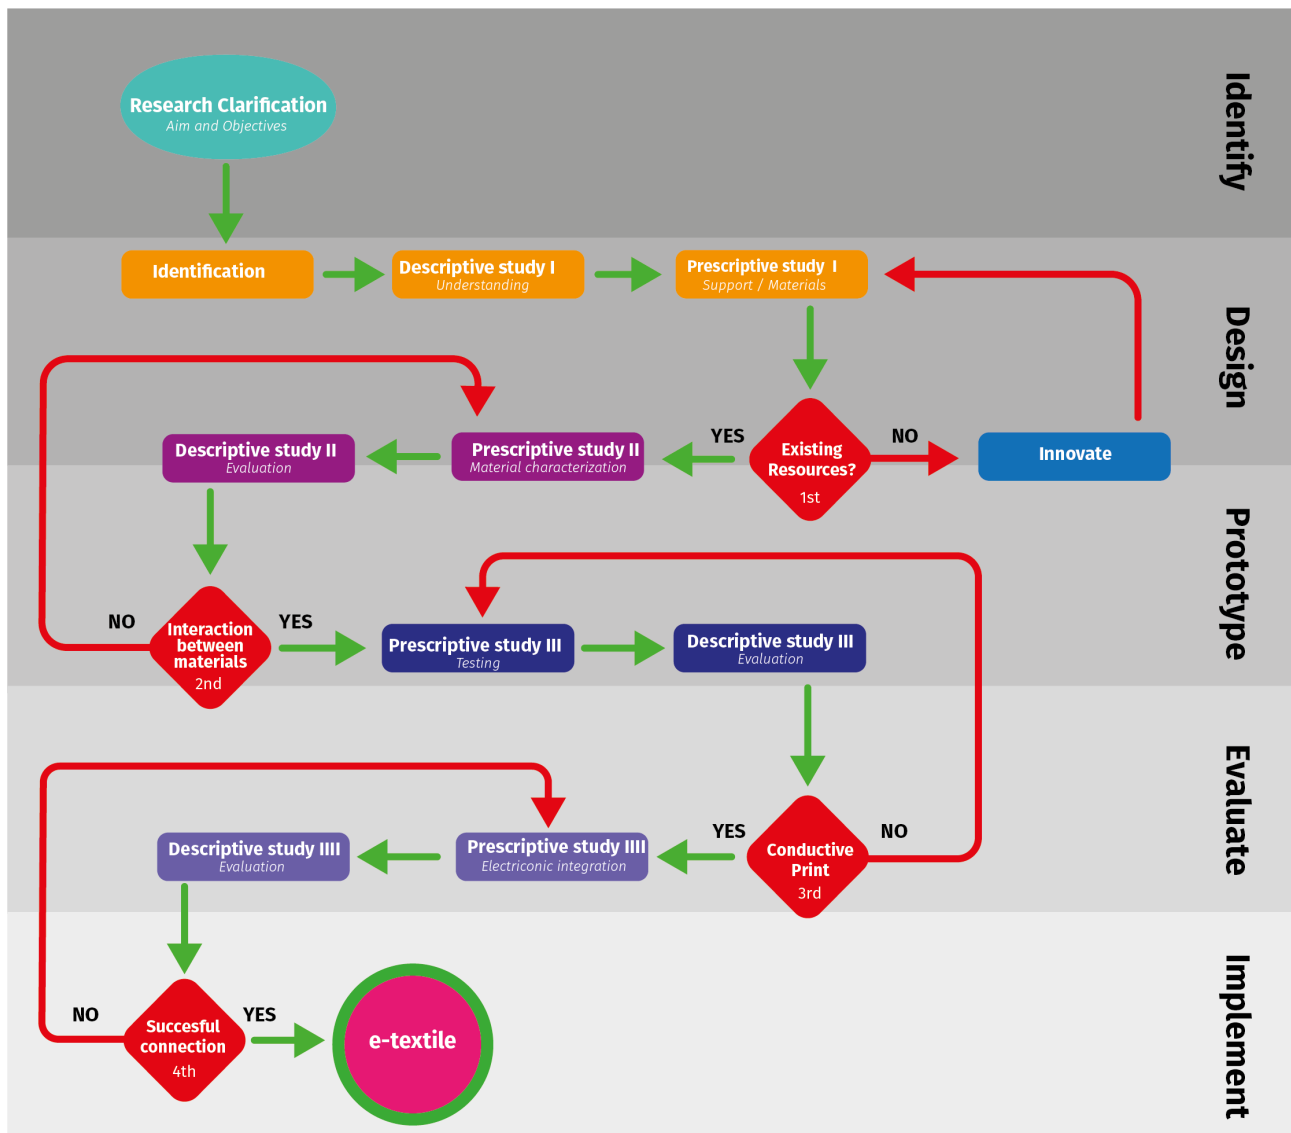 Research Clarification
Aim and Objectives
Identify
Identification
Descriptive study I
Understanding
Prescriptive study I
Support / Materials
Design
Descriptive study II
Evaluation
Prescriptive study II
Material characterization
YES
Existing
Resources?
1st
NO
Innovate
Prototype
NO
Interaction
between
materials
2nd
YES
Prescriptive study III
Testing
Descriptive study III
Evaluation
Evaluate
Descriptive study IIII
Evaluation
Prescriptive study IIII
Electriconic integration
YES
Conductive
Print
3rd
NO
Implement
NO
Succesful
connection
4th
YES
e-textile